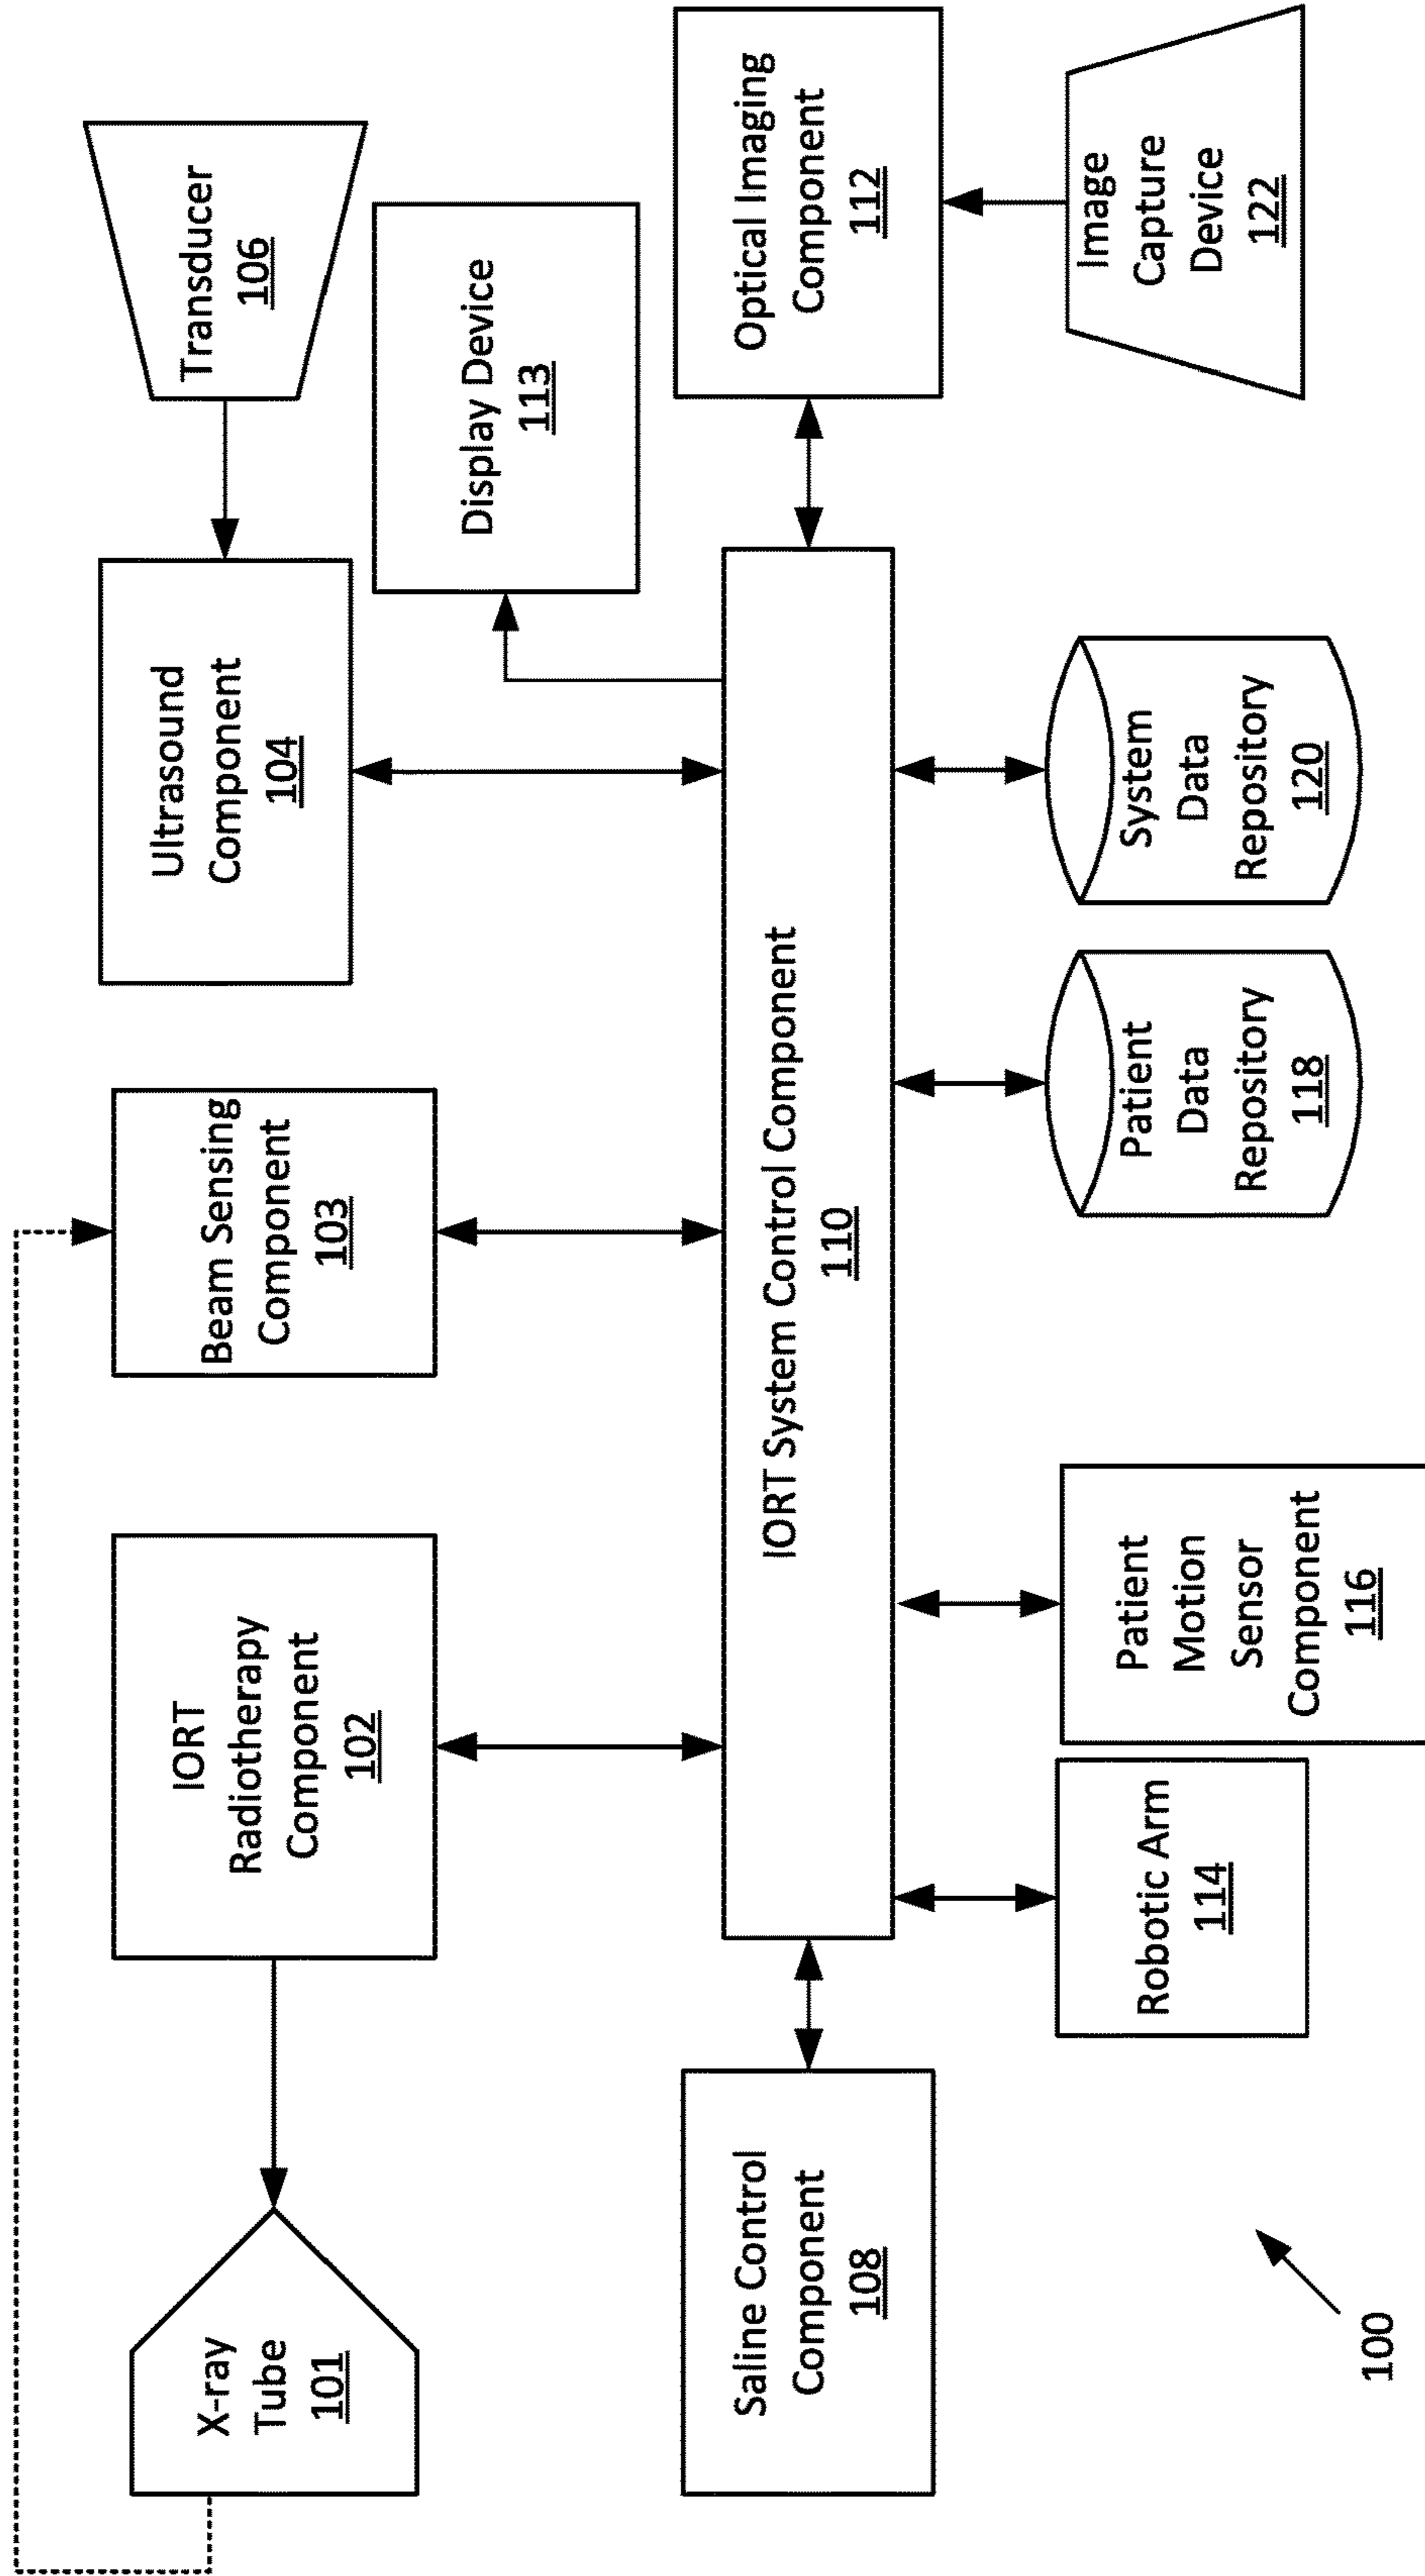 X-ray
Tube
101
IORT
Radiotherapy
Component
102
Beam Sensing
Component
103
Ultrasound
Component
104
Transducer
106
Display Device
113
Saline Control
Component
108
IORT System Control Component
110
Optical Imaging
Component
112
Robotic Arm
114
Patient
Motion
Sensor
Component
116
Patient
Data
Repository
118
System
Data
Repository
120
Image
Capture
Device
122
100